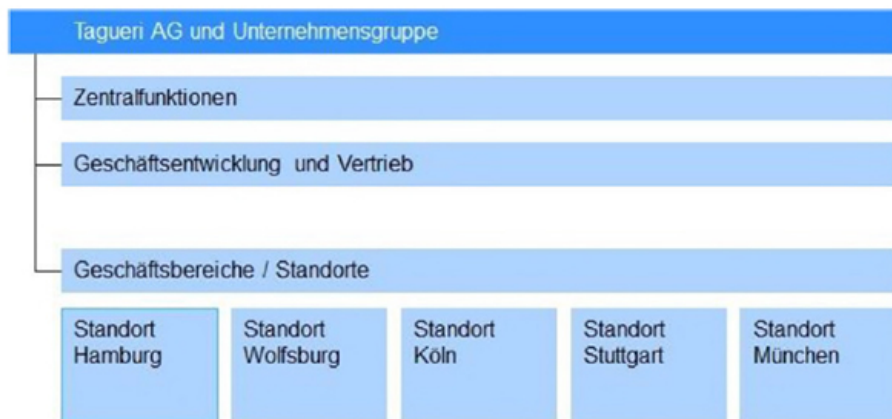 Tagueri AG und Unternehmensgruppe
Zentralfunktionen
Geschäftsentwicklung und Vertrieb
Geschäftsbereiche / Standorte
Standort
Hamburg
Standort
Wolfsburg
Standort
Köln
Standort
Stuttgart
Standort
München